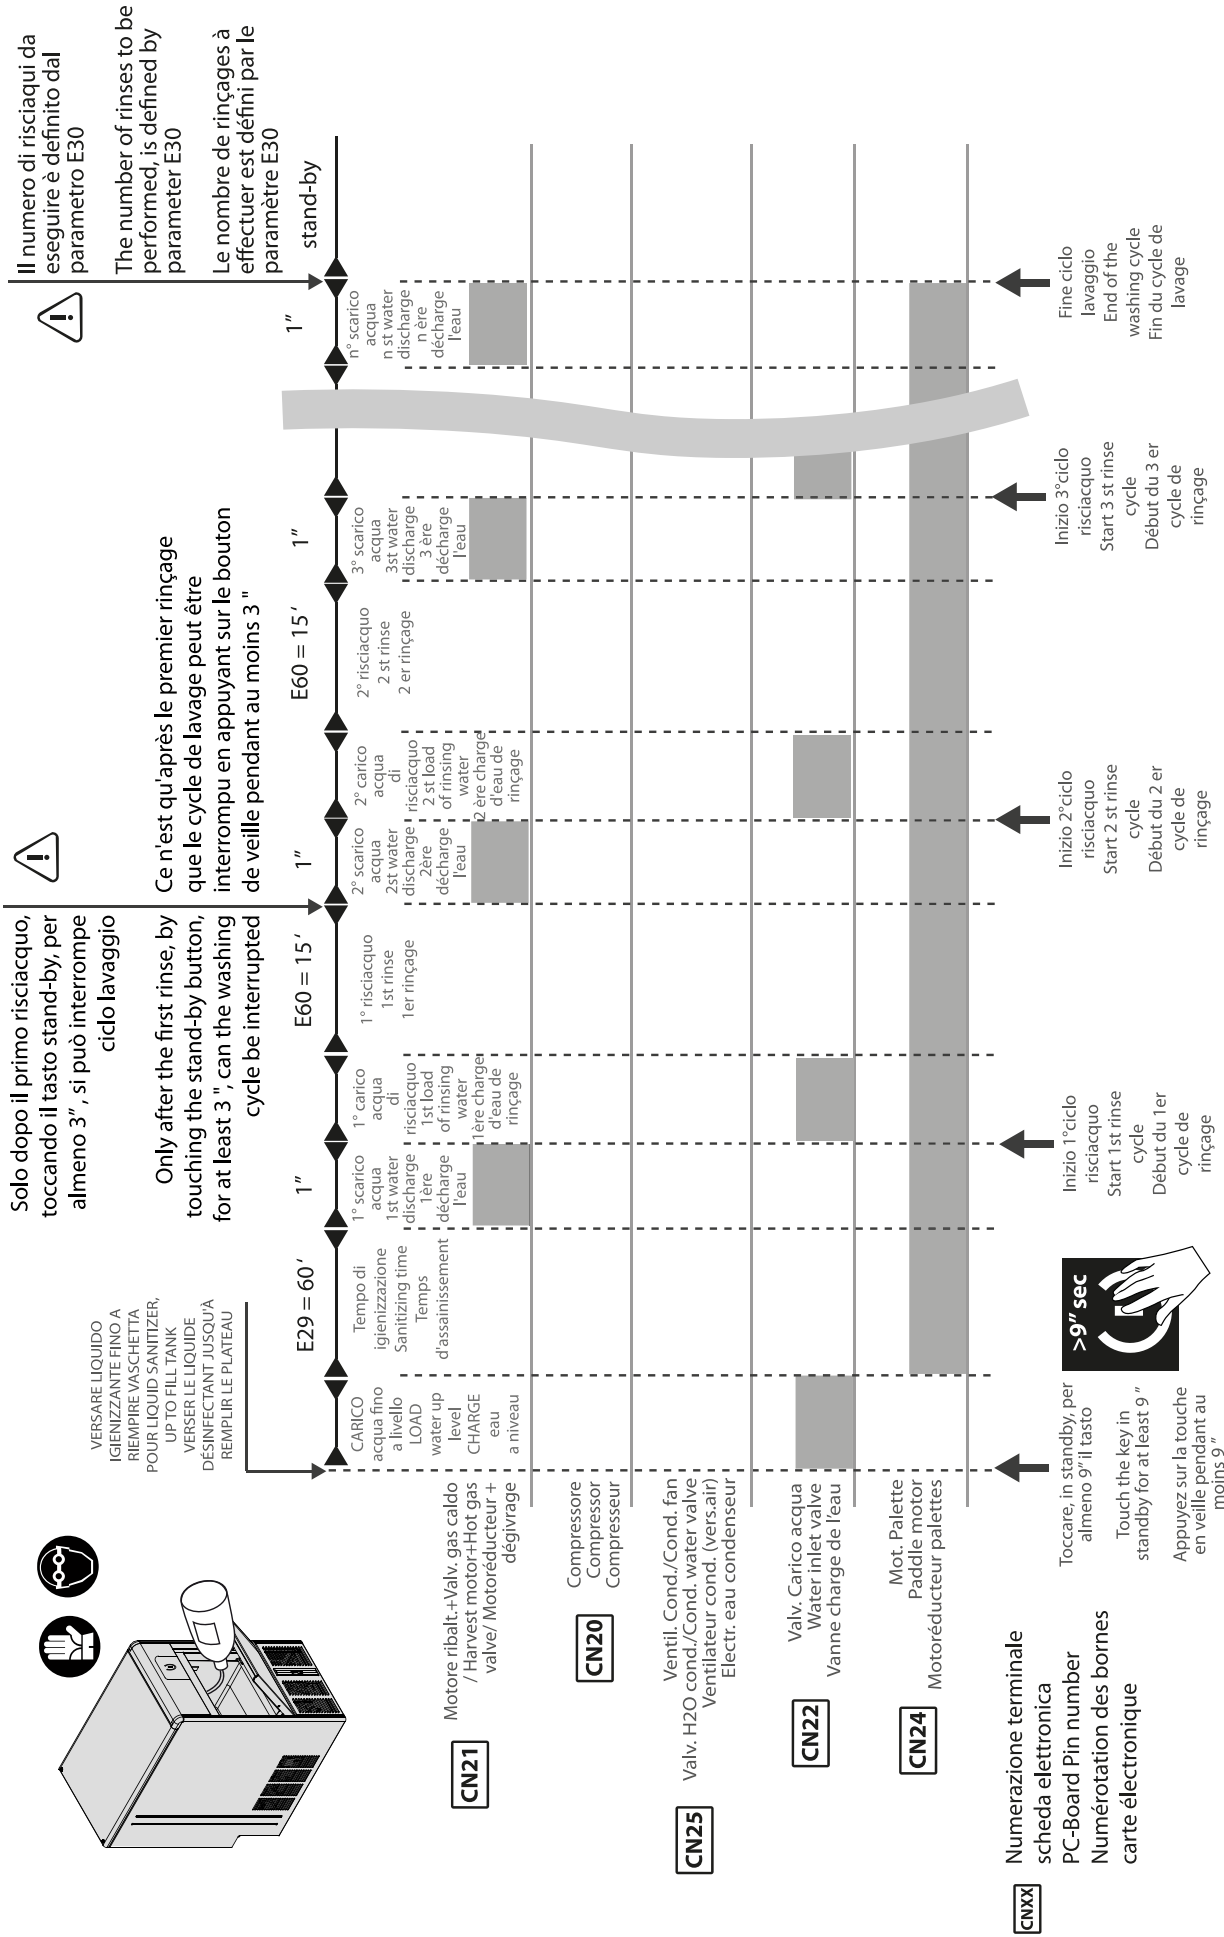 VERSARE LIQUIDO
IGIENIZZANTE FINO A
RIEMPIRE VASCHETTA
POUR LIQUID SANITIZER,
UP TO FILL TANK
VERSER LE LIQUIDE
DÉSINFECTANT JUSQU'À
REMPLIR LE PLATEAU
Solo dopo il primo risciacquo,
toccando il tasto stand-by, per
almeno 3” , si può interrompe
ciclo lavaggio
Only after the first rinse, by
touching the stand-by button,
for at least 3 ", can the washing
cycle be interrupted
Ce n'est qu'après le premier rinçage
que le cycle de lavage peut être
interrompu en appuyant sur le bouton
de veille pendant au moins 3 "
Il numero di risciaqui da
eseguire è definito dal
parametro E30
The number of rinses to be
performed, is defined by
parameter E30
Le nombre de rinçages à
effectuer est défini par le
paramètre E30
E29 = 60 ‘
1”
E60 = 15 ‘
1”
E60 = 15 ‘
1”
1”
stand-by
CARICO
acqua fino
a livello
LOAD
water up
level
CHARGE
eau
a niveau
Tempo di
igienizzazione
Sanitizing time
Temps
d'assainissement
1° scarico
acqua
1st water
discharge
1ère
décharge
l'eau
1° carico
acqua
di
risciacquo
1st load
of rinsing
water
1ère charge
d'eau de
rinçage
1° risciacquo
1st rinse
1er rinçage
2° scarico
acqua
2st water
discharge
2ère
décharge
l'eau
2° carico
acqua
di
risciacquo
2 st load
of rinsing
water
2 ère charge
d'eau de
rinçage
2° risciacquo
2 st rinse
2 er rinçage
3° scarico
acqua
3st water
discharge
3 ère
décharge
l'eau
n° scarico
acqua
n st water
discharge
n ère
décharge
l'eau
CN21
Motore ribalt.+Valv. gas caldo
/ Harvest motor+Hot gas
valve/ Motoréducteur +
dégivrage
CN20
Compressore
Compressor
Compresseur
CN25
Ventil. Cond./Cond. fan
Valv. H2O cond./Cond. water valve
Ventilateur cond. (vers.air)
Electr. eau condenseur
CN22
Valv. Carico acqua
Water inlet valve
Vanne charge de l'eau
CN24
Mot. Palette
Paddle motor
Motoréducteur palettes
CNXX
Numerazione terminale
scheda elettronica
PC-Board Pin number
Numérotation des bornes
carte électronique
Toccare, in standby, per
almeno 9” il tasto
Touch the key in
standby for at least 9 ”
Appuyez sur la touche
en veille pendant au
moins 9 ”
>9” sec
Inizio 1°ciclo
risciacquo
Start 1st rinse
cycle
Début du 1er
cycle de
rinçage
Inizio 2°ciclo
risciacquo
Start 2 st rinse
cycle
Début du 2 er
cycle de
rinçage
Inizio 3°ciclo
risciacquo
Start 3 st rinse
cycle
Début du 3 er
cycle de
rinçage
Fine ciclo
lavaggio
End of the
washing cycle
Fin du cycle de
lavage